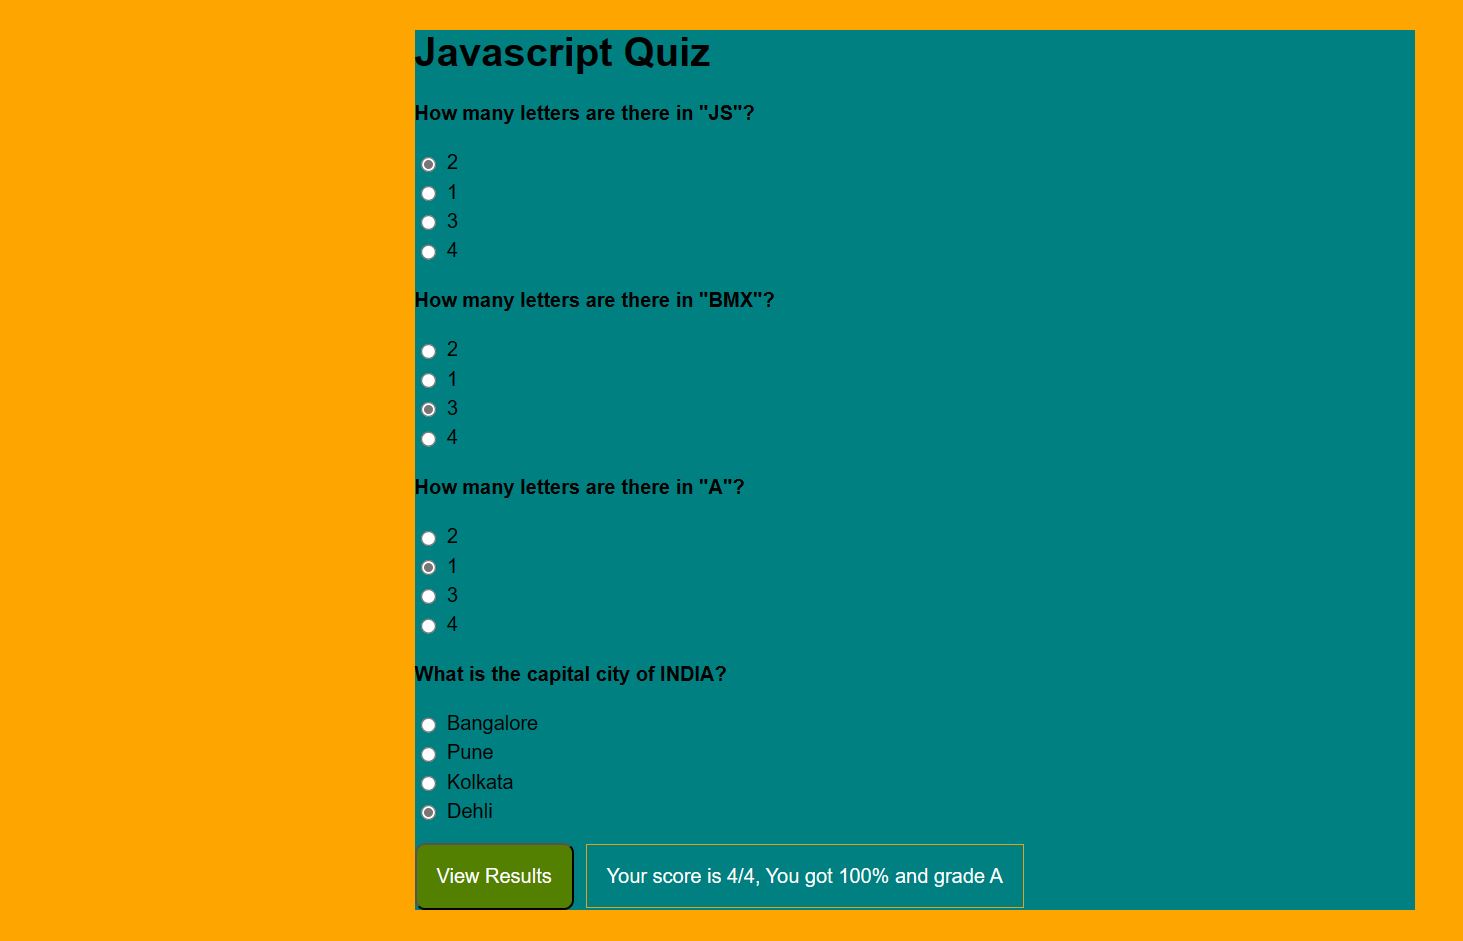 Javascript Quiz
How many letters are there in "JS"?
2
1
3
4
How many letters are there in "BMX"?
2
1
3
4
How many letters are there in "A"?
2
1
3
4
What is the capital city of INDIA?
Bangalore
Pune
Kolkata
Dehli
View Results
Your score is 4/4, You got 100% and grade A